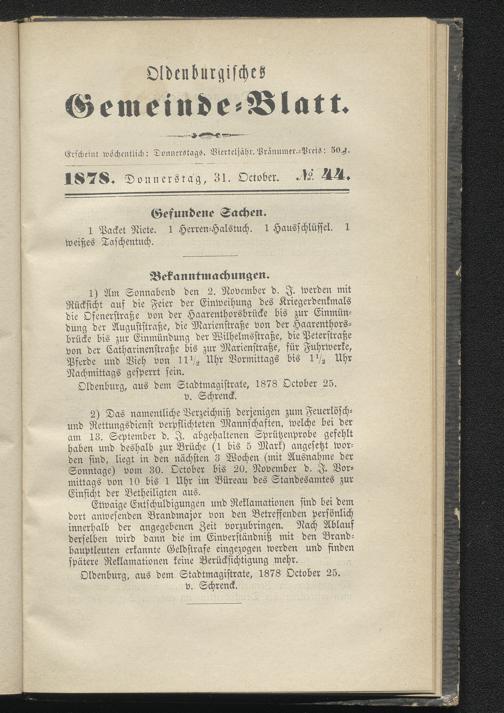 Oldenburgisches
Gemeinde-Blatt.
Erscheint wöchentlich: Donnerstags. Vierteljähr. Pränumer.-Preis: 50 ₰.
1878. Donnerstag, 31. October. № 44.
Gefundene Sachen.
1 Packet Niete. 1 Herren-Halstuch. 1 Hausschlüssel. 1
weißes Taschentuch.
Bekanntmachungen.
1) Am Sonnabend den 2. November d. J. werden mit
Rücksicht auf die Feier der Einweihung des Kriegerdenkmals
die Ofenerstraße von der Haarenthorsbrücke bis zur Einmün-
dung der Auguststraße, die Marienstraße von der Haarenthors-
brücke bis zur Einmündung der Wilhelmstraße, die Peterstraße
von der Catharinenstraße bis zur Marienstraße, für Fuhrwerke,
Pferde und Vieh von 11½ Uhr Vormittags bis 1½ Uhr
Nachmittags gesperrt sein.
Oldenburg, aus dem Stadtmagistrate, 1878 October 25.
v. Schrenck.
2) Das namentliche Verzeichniß derjenigen zum Feuerlösch-
und Rettungsdienst verpflichteten Mannschaften, welche bei der
am 13. September d. J. abgehaltenen Sprützenprobe gefehlt
haben und deshalb zur Brüche (1 bis 5 Mark) angesetzt wor-
den sind, liegt in den nächsten 3 Wochen (mit Ausnahme der
Sonntage) vom 30. October bis 20. November d. J. Vor-
mittags von 10 bis 1 Uhr im Büreau des Standesamtes zur
Einsicht der Betheiligten aus.
Etwaige Entschuldigungen und Reklamationen sind bei dem
dort anwesenden Brandmajor von den Betreffenden persönlich
innerhalb der angegebenen Zeit vorzubringen. Nach Ablauf
derselben wird dann die im Einverständniß mit den Brand-
hauptleuten erkannte Geldstrafe eingezogen werden und finden
spätere Reklamationen keine Berücksichtigung mehr.
Oldenburg, aus dem Stadtmagistrate, 1878 October 25.
v. Schrenck.